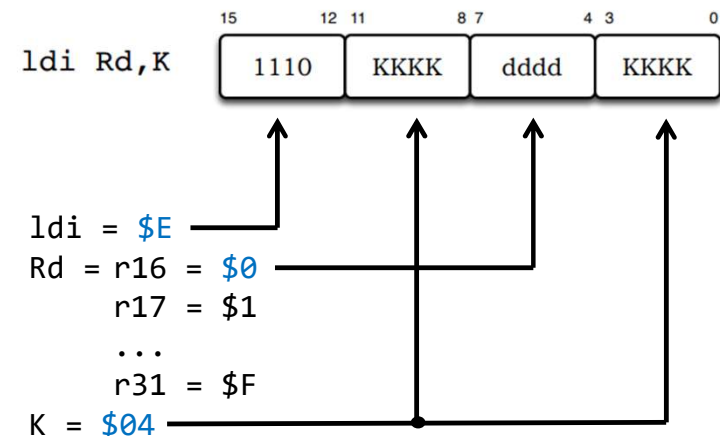 15 12 11 8 7 4 3 0
ldi Rd,K 1110 KKKK dddd KKKK
ldi = $E
Rd = r16 = $0
r17 = $1
...
r31 = $F
K = $04